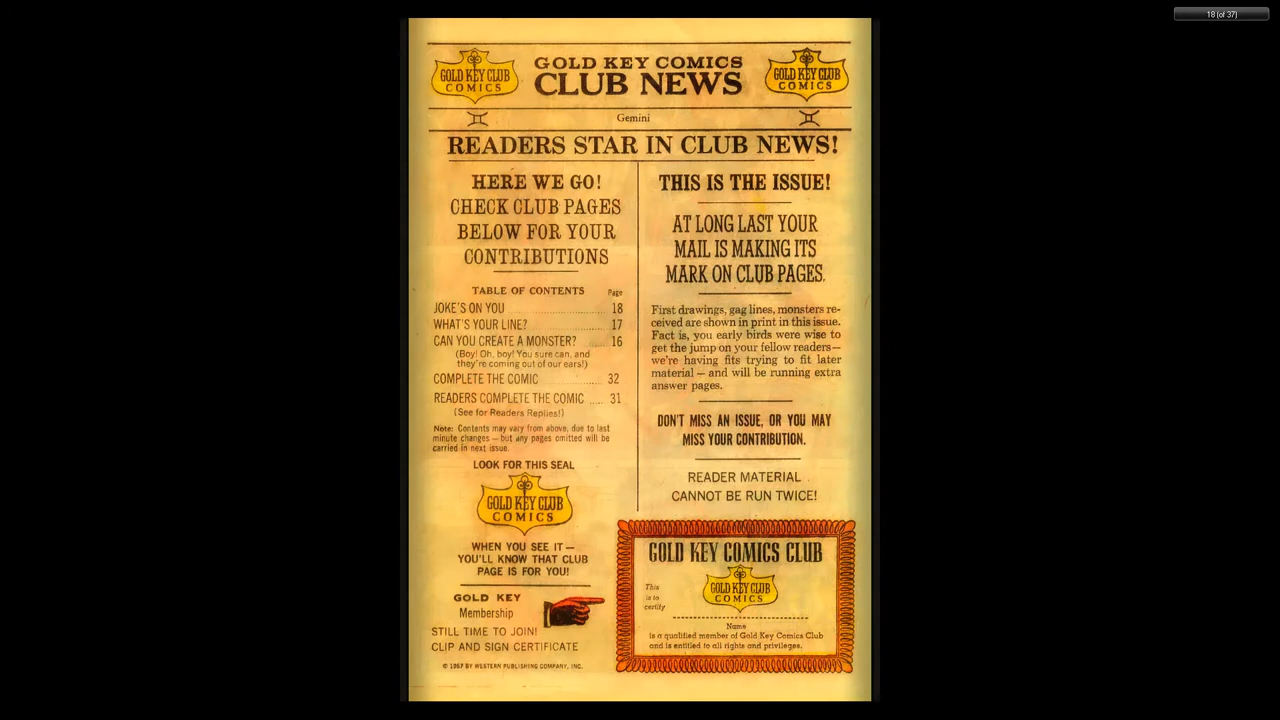 18 (of 37)
GOLD KEY CLUB
COMICS
GOLD KEY COMICS
CLUB NEWS
GOLD KEY CLUB
COMICS
Gemini
READERS STAR IN CLUB NEWS!
HERE WE GO!
CHECK CLUB PAGES
BELOW FOR YOUR
CONTRIBUTIONS
TABLE OF CONTENTS Page
JOKE'S ON YOU 18
WHAT'S YOUR LINE? 17
CAN YOU CREATE A MONSTER? 16
(Boy! Oh, boy! You sure can, and
they're coming out of our ears!)
COMPLETE THE COMIC 32
READERS COMPLETE THE COMIC 31
(See for Readers Replies!)
Note: Contents may vary from above, due to last
minute changes — but any pages omitted will be
carried in next issue.
LOOK FOR THIS SEAL
GOLD KEY CLUB
COMICS
WHEN YOU SEE IT —
YOU'LL KNOW THAT CLUB
PAGE IS FOR YOU!
GOLD KEY
Membership
STILL TIME TO JOIN!
CLIP AND SIGN CERTIFICATE
© 1967 BY WESTERN PUBLISHING COMPANY, INC.
THIS IS THE ISSUE!
AT LONG LAST YOUR
MAIL IS MAKING ITS
MARK ON CLUB PAGES.
First drawings, gag lines, monsters re-
ceived are shown in print in this issue.
Fact is, you early birds were wise to
get the jump on your fellow readers—
we're having fits trying to fit later
material — and will be running extra
answer pages.
DON'T MISS AN ISSUE, OR YOU MAY
MISS YOUR CONTRIBUTION.
READER MATERIAL
CANNOT BE RUN TWICE!
GOLD KEY COMICS CLUB
This
is to
certify
GOLD KEY CLUB
COMICS
Name
is a qualified member of Gold Key Comics Club
and is entitled to all rights and privileges.